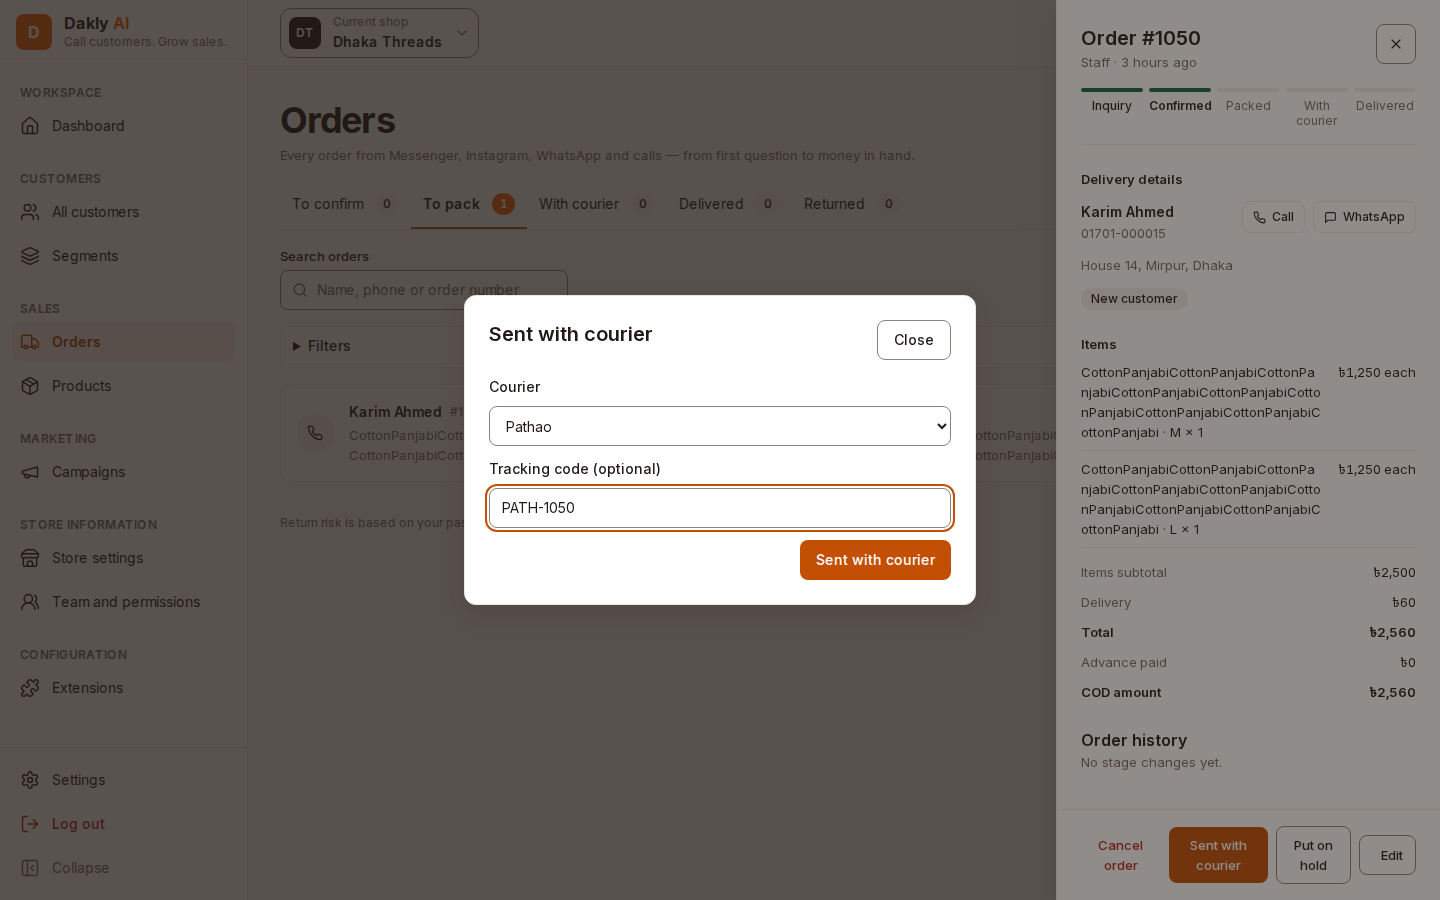 D
Dakly AI
Call customers. Grow sales.
WORKSPACE
Dashboard
CUSTOMERS
All customers
Segments
SALES
Orders
Products
MARKETING
Campaigns
STORE INFORMATION
Store settings
Team and permissions
CONFIGURATION
Extensions
Settings
Log out
Collapse
DT
Current shop
Dhaka Threads
Orders
Every order from Messenger, Instagram, WhatsApp and calls — from first question to money in hand.
To confirm 0
To pack 1
With courier 0
Delivered 0
Returned 0
Search orders
Name, phone or order number
Filters
Karim Ahmed
Return risk is based on your
Sent with courier
Close
Courier
Pathao
Tracking code (optional)
PATH-1050
Sent with courier
Order #1050
Staff · 3 hours ago
Inquiry
Confirmed
Packed
With
courier
Delivered
Delivery details
Karim Ahmed
01701-000015
Call
WhatsApp
House 14, Mirpur, Dhaka
New customer
Items
CottonPanjabiCottonPanjabiCottonPa ৳1,250 each
njabiCottonPanjabiCottonPanjabiCotto
nPanjabiCottonPanjabiCottonPanjabiC
ottonPanjabi · M × 1
CottonPanjabiCottonPanjabiCottonPa ৳1,250 each
njabiCottonPanjabiCottonPanjabiCotto
nPanjabiCottonPanjabiCottonPanjabiC
ottonPanjabi · L × 1
Items subtotal ৳2,500
Delivery ৳60
Total ৳2,560
Advance paid ৳0
COD amount ৳2,560
Order history
No stage changes yet.
Cancel
order
Sent with
courier
Put on
hold
Edit